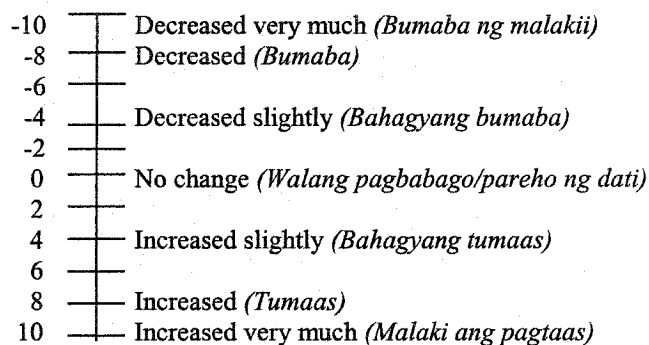 -10 Decreased very much (Bumaba ng malakii)
-8 Decreased (Bumaba)
-6
-4 Decreased slightly (Bahagyang bumaba)
-2
0 No change (Walang pagbabago/pareho ng dati)
2
4 Increased slightly (Bahagyang tumaas)
6
8 Increased (Tumaas)
10 Increased very much (Malaki ang pagtaas)